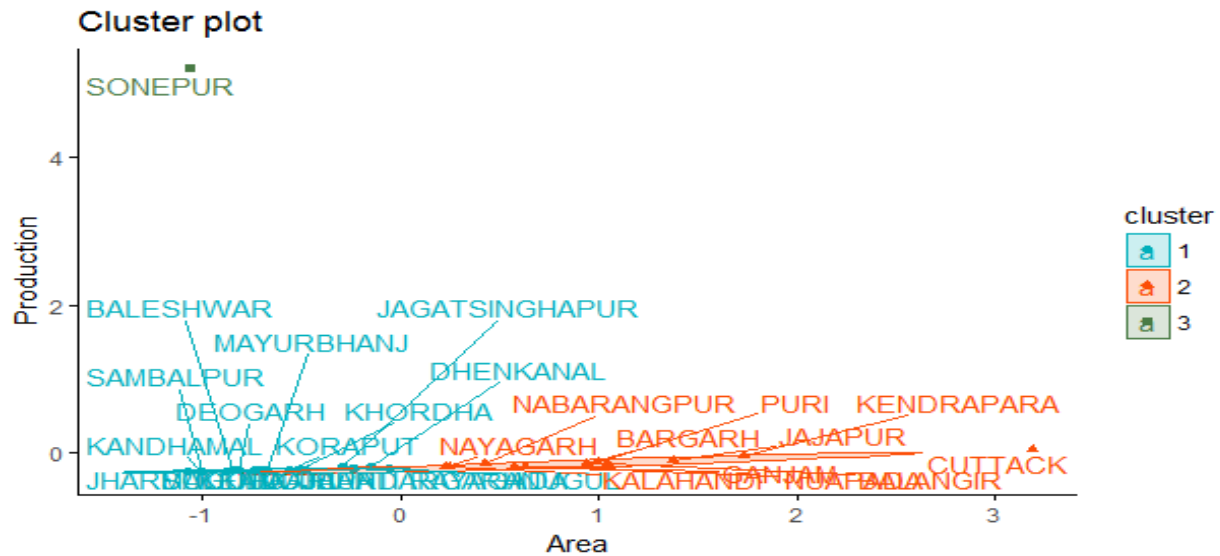 Cluster plot
SONEPUR
4
Production
cluster
a 1
a 2
a 3
2
BALESHWAR JAGATSINGHAPUR
MAYURBHANJ
SAMBALPUR DHENKANAL
DEOGARH KHORDHA NABARANGPUR PURI KENDRAPARA
KANDHAMAL KORAPUT NAYAGARH BARGARH JAJAPUR
0
GANJAM CUTTACK
KALAHANDI
-1 0 1 2 3
Area